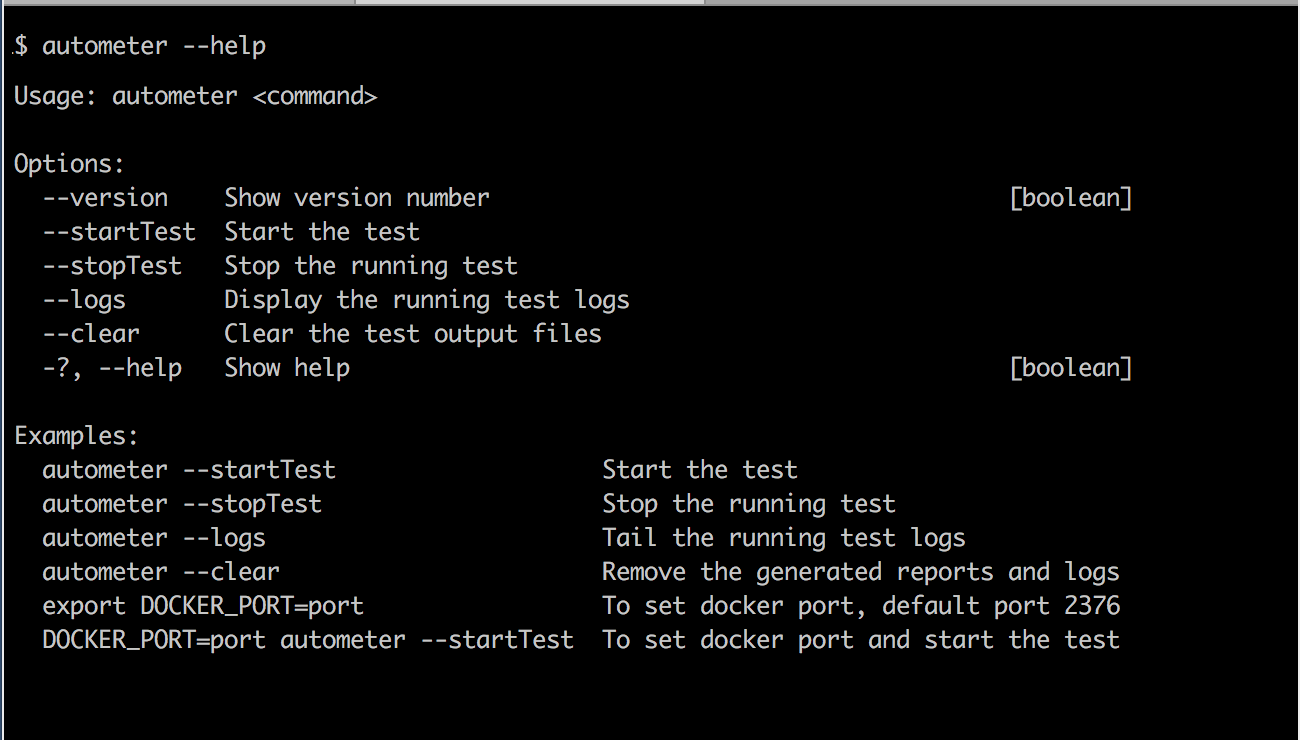 $ autometer --help
Usage: autometer <command>
Options:
--version Show version number [boolean]
--startTest Start the test
--stopTest Stop the running test
--logs Display the running test logs
--clear Clear the test output files
-?, --help Show help [boolean]
Examples:
autometer --startTest Start the test
autometer --stopTest Stop the running test
autometer --logs Tail the running test logs
autometer --clear Remove the generated reports and logs
export DOCKER_PORT=port To set docker port, default port 2376
DOCKER_PORT=port autometer --startTest To set docker port and start the test